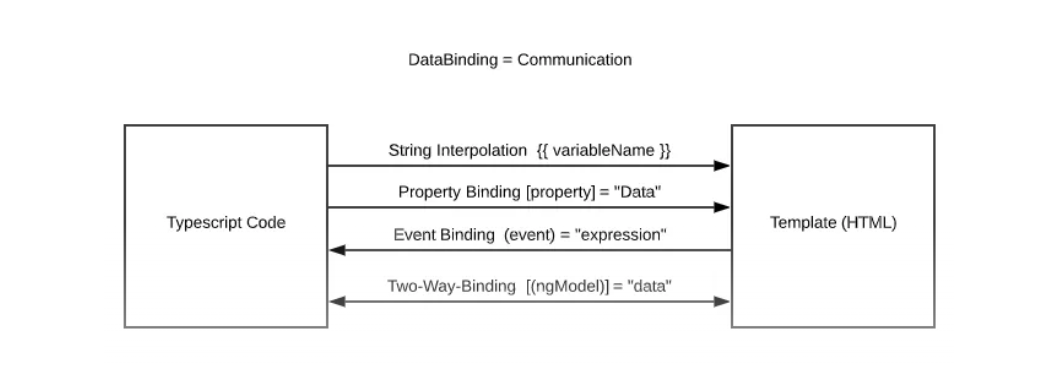 DataBinding = Communication
String Interpolation {{ variableName }}
Property Binding [property] = "Data"
Typescript Code
Template (HTML)
Event Binding (event) = "expression"
Two-Way-Binding [(ngModel)] = "data"